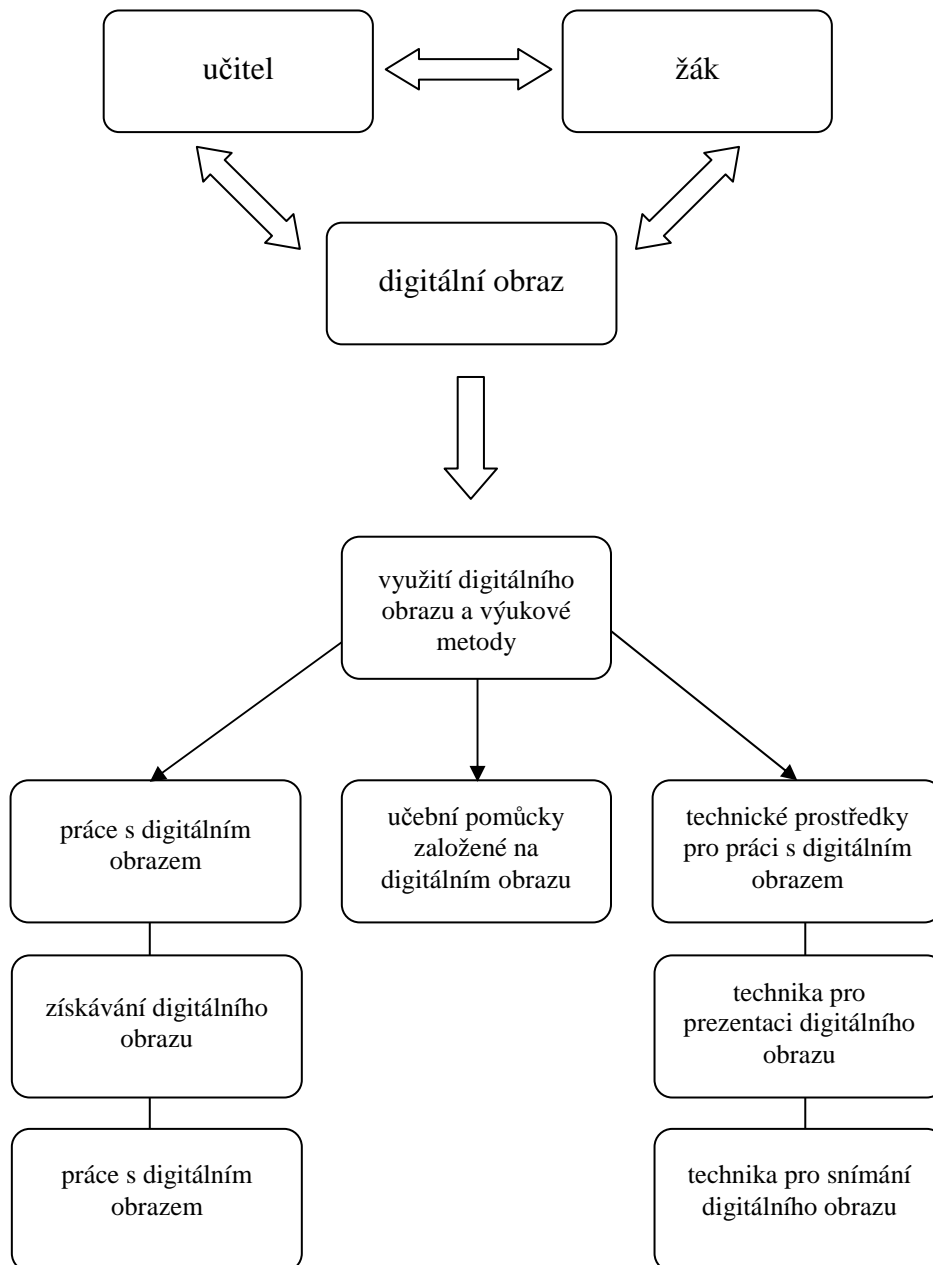 učitel
žák
digitální obraz
využití digitálního
obrazu a výukové
metody
práce s digitálním
obrazem
učební pomůcky
založené na
digitálním obrazu
technické prostředky
pro práci s digitálním
obrazem
získávání digitálního
obrazu
technika pro
prezentaci digitálního
obrazu
práce s digitálním
obrazem
technika pro snímání
digitálního obrazu